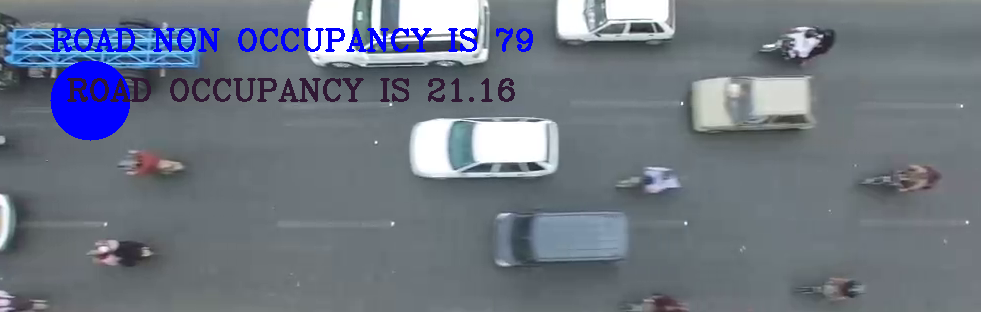 ROAD NON OCCUPANCY IS 79
ROAD OCCUPANCY IS 21.16